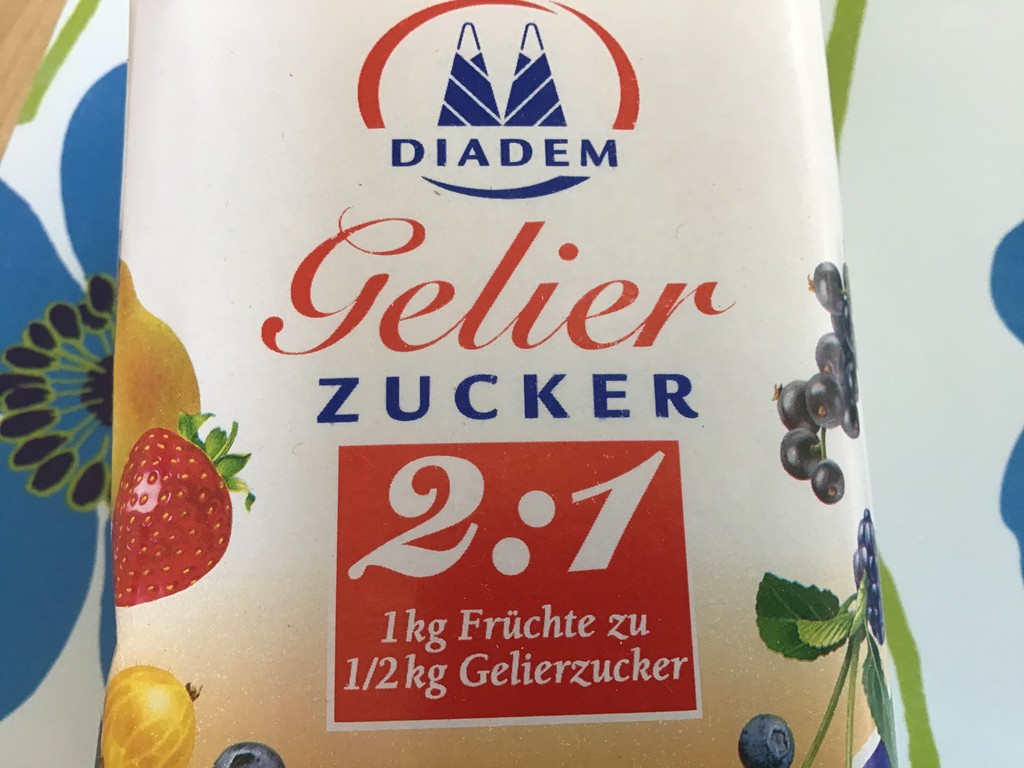 DIADEM
Gelier
ZUCKER
2:1
1kg Früchte zu
1/2kg Gelierzucker